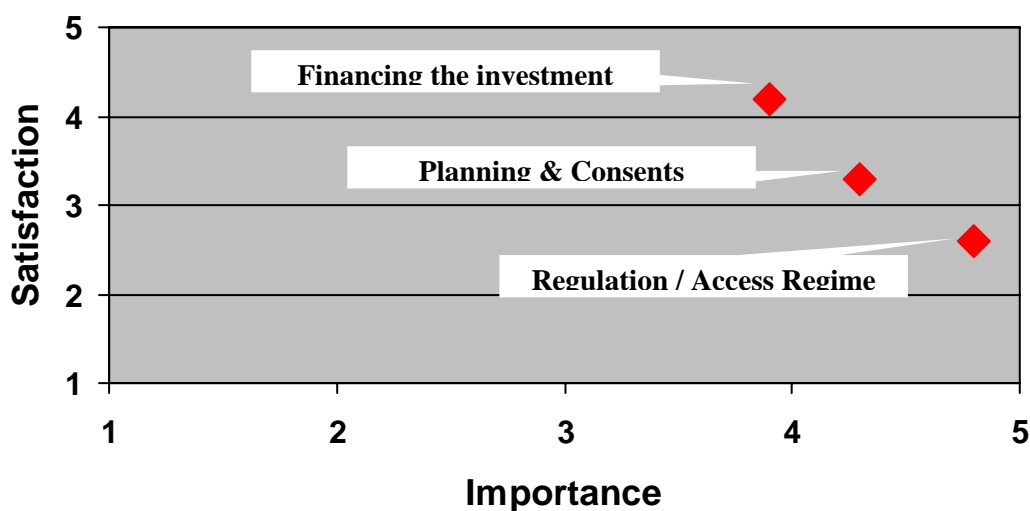 5
Financing the investment
4
Planning & Consents
3
Regulation / Access Regime
2
1
1 2 3 4 5
Satisfaction
Importance